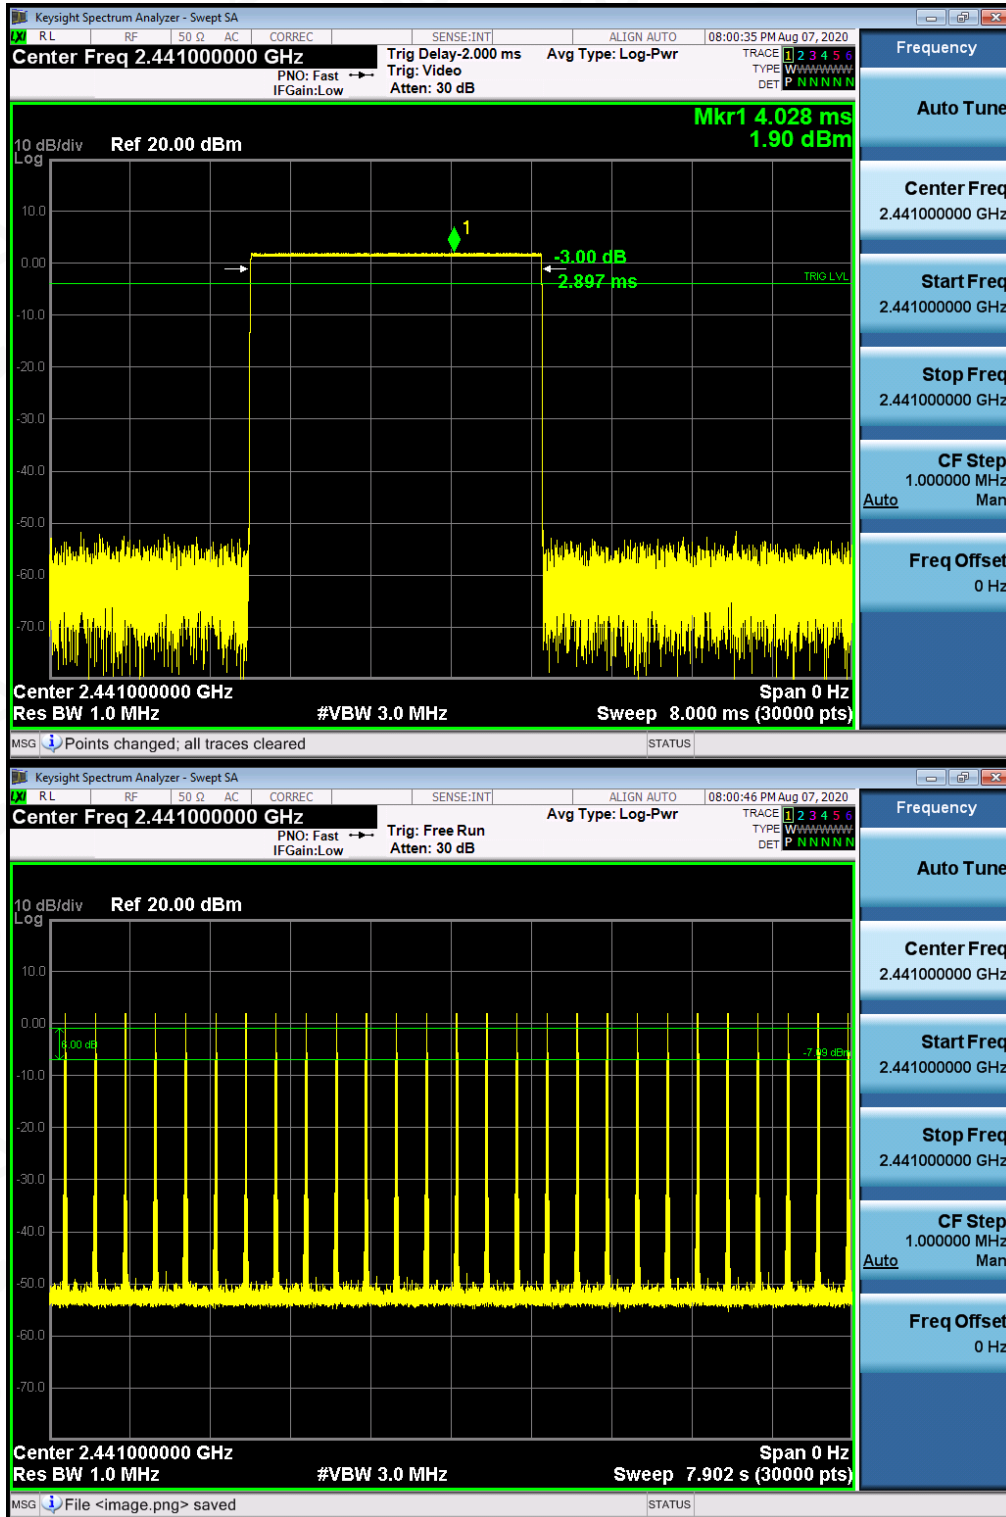 Keysight Spectrum Analyzer - Swept SA
LXI RL RF 50 Ω AC CORREC SENSE:INT ALIGN AUTO 08:00:35 PM Aug 07, 2020
Center Freq 2.441000000 GHz
PNO: Fast
IFGain:Low
Trig Delay-2.000 ms
Trig: Video
Atten: 30 dB
Avg Type: Log-Pwr
TRACE 1 2 3 4 5 6
TYPE WWWWWW
DET P N N N N N
Mkr1 4.028 ms
1.90 dBm
10 dB/div Ref 20.00 dBm
Log
10.0
1
0.00
-3.00 dB
2.897 ms
TRIG LVL
-10.0
-20.0
-30.0
-40.0
-50.0
-60.0
-70.0
Center 2.441000000 GHz Span 0 Hz
Res BW 1.0 MHz #VBW 3.0 MHz Sweep 8.000 ms (30000 pts)
MSG Points changed; all traces cleared STATUS
Frequency
Auto Tune
Center Freq
2.441000000 GHz
Start Freq
2.441000000 GHz
Stop Freq
2.441000000 GHz
CF Step
1.000000 MHz
Auto Man
Freq Offset
0 Hz
Keysight Spectrum Analyzer - Swept SA
LXI RL RF 50 Ω AC CORREC SENSE:INT ALIGN AUTO 08:00:46 PM Aug 07, 2020
Center Freq 2.441000000 GHz
PNO: Fast
IFGain:Low
Trig: Free Run
Atten: 30 dB
Avg Type: Log-Pwr
TRACE 1 2 3 4 5 6
TYPE WWWWWW
DET P N N N N N
10 dB/div Ref 20.00 dBm
Log
10.0
0.00
6.00 dB
-7.09 dBm
-10.0
-20.0
-30.0
-40.0
-50.0
-60.0
-70.0
Center 2.441000000 GHz Span 0 Hz
Res BW 1.0 MHz #VBW 3.0 MHz Sweep 7.902 s (30000 pts)
MSG File <image.png> saved STATUS
Frequency
Auto Tune
Center Freq
2.441000000 GHz
Start Freq
2.441000000 GHz
Stop Freq
2.441000000 GHz
CF Step
1.000000 MHz
Auto Man
Freq Offset
0 Hz